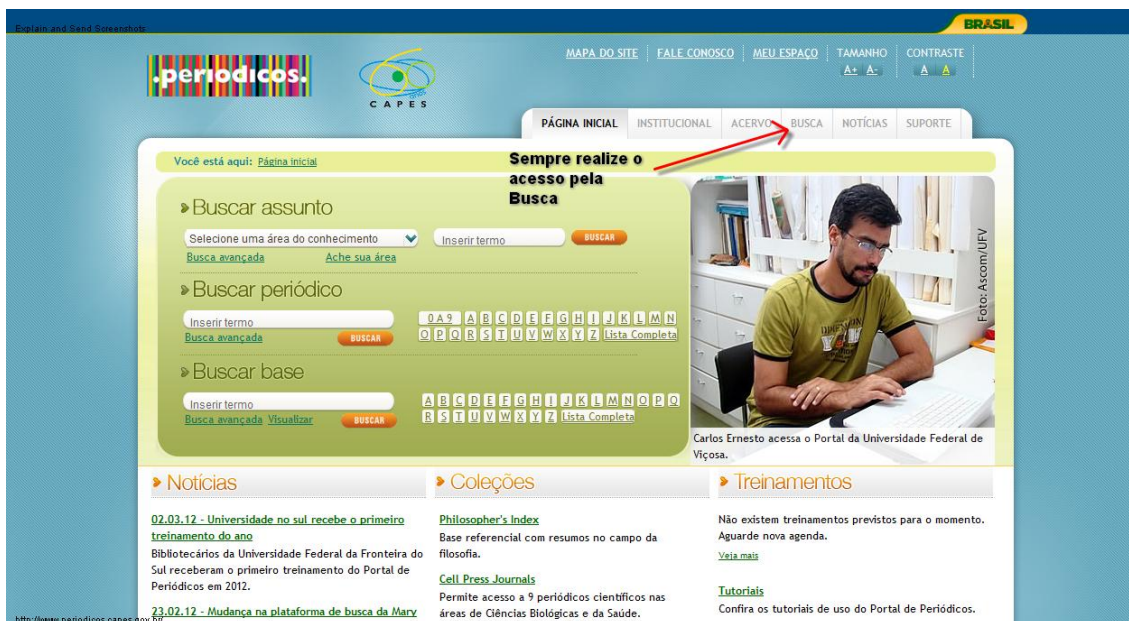 Explain and Send Screenshots
BRASIL
.periodicos.
CAPES
MAPA DO SITE
FALE CONOSCO
MEU ESPAÇO
TAMANHO
A+ A-
CONTRASTE
A A
PÁGINA INICIAL
INSTITUCIONAL
ACERVO
BUSCA
NOTÍCIAS
SUPORTE
Você está aqui: Página inicial
Sempre realize o
acesso pela
Busca
Buscar assunto
Selecione uma área do conhecimento
Inserir termo
BUSCAR
Busca avançada
Ache sua área
Buscar periódico
Inserir termo
Busca avançada
BUSCAR
0 A 9 A B C D E F G H I J K L M N
O P Q R S T U V W X Y Z Lista Completa
Buscar base
Inserir termo
Busca avançada Visualizar
BUSCAR
A B C D E F G H I J K L M N O P Q
R S T U V W X Y Z Lista Completa
Foto: Ascom/UFV
Carlos Ernesto acessa o Portal da Universidade Federal de
Viçosa.
Notícias
02.03.12 - Universidade no sul recebe o primeiro
treinamento do ano
Bibliotecários da Universidade Federal da Fronteira do
Sul receberam o primeiro treinamento do Portal de
Periódicos em 2012.
23.02.12 - Mudança na plataforma de busca da Mary
Coleções
Philosopher's Index
Base referencial com resumos no campo da
filosofia.
Cell Press Journals
Permite acesso a 9 periódicos científicos nas
áreas de Ciências Biológicas e da Saúde.
Treinamentos
Não existem treinamentos previstos para o momento.
Aguarde nova agenda.
Veja mais
Tutoriais
Confira os tutoriais de uso do Portal de Periódicos.
http://www.periodicos.capes.gov.br/